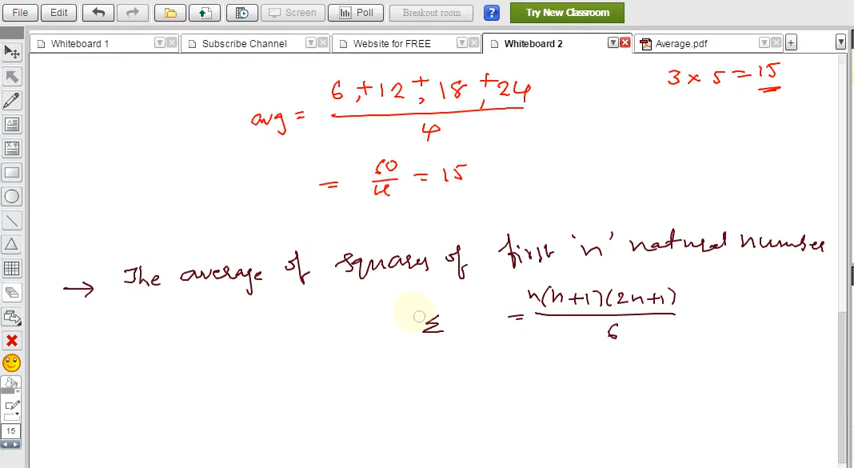 File Edit Screen Poll Breakout room ? Try New Classroom
Whiteboard 1 Subscribe Channel Website for FREE Whiteboard 2 Average.pdf
3 × 5 = 15
avg = 6 + 12 + 18 + 24
4
= 60/4 = 15
→ The average of squares of first 'n' natural number
Σ = n(n+1)(2n+1)
6
15